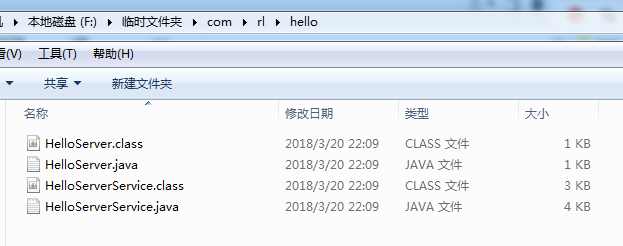 本地磁盘 (F:) 临时文件夹 com rl hello
看(V) 工具(T) 帮助(H)
共享 新建文件夹
名称 修改日期 类型 大小
HelloServer.class 2018/3/20 22:09 CLASS 文件 1 KB
HelloServer.java 2018/3/20 22:09 JAVA 文件 1 KB
HelloServerService.class 2018/3/20 22:09 CLASS 文件 3 KB
HelloServerService.java 2018/3/20 22:09 JAVA 文件 4 KB